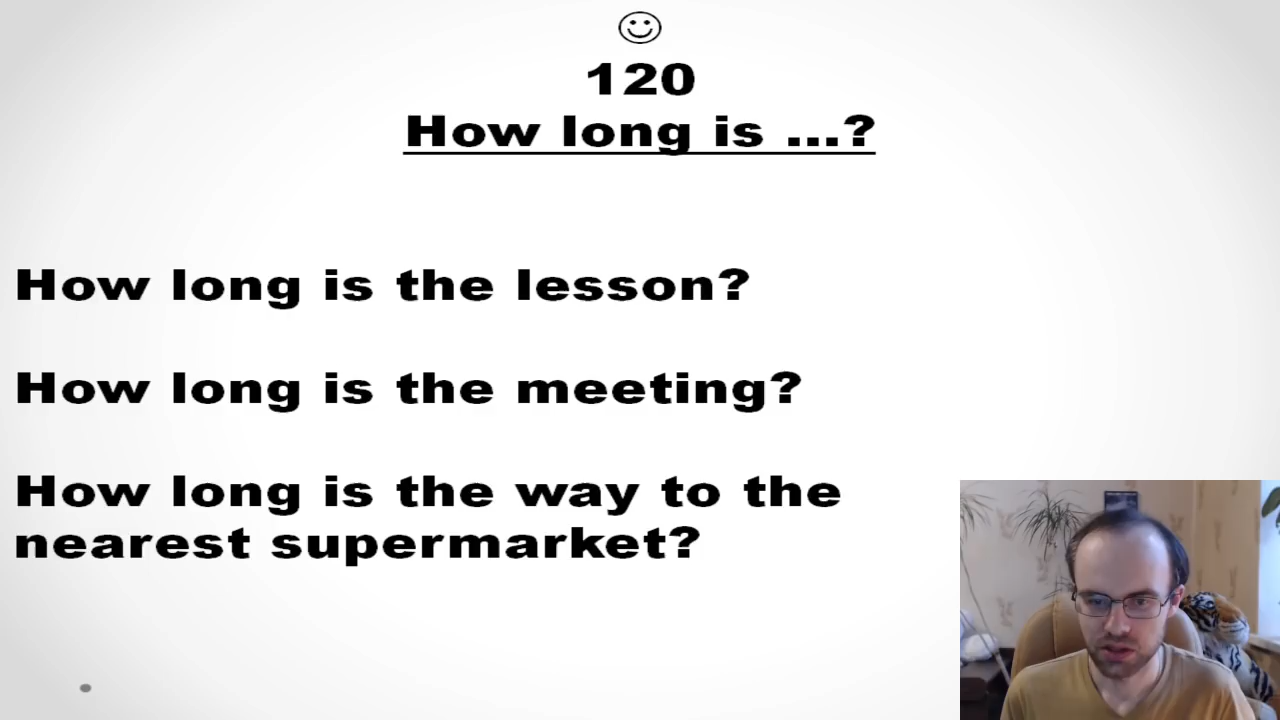 120
How long is ...?
How long is the lesson?
How long is the meeting?
How long is the way to the
nearest supermarket?